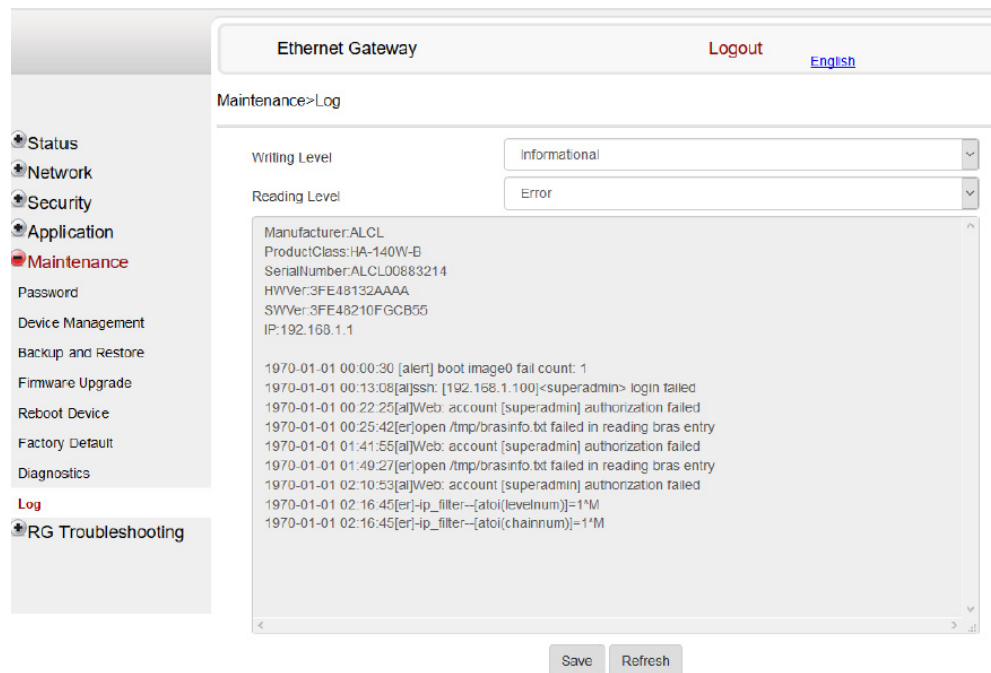 Ethernet Gateway
Logout
English
Maintenance>Log
Status
Network
Security
Application
Maintenance
Password
Device Management
Backup and Restore
Firmware Upgrade
Reboot Device
Factory Default
Diagnostics
Log
RG Troubleshooting
Writing Level
Informational
Reading Level
Error
Manufacturer:ALCL
ProductClass:HA-140W-B
SerialNumber:ALCL00883214
HWVer:3FE48132AAAA
SWVer:3FE48210FGCB55
IP:192.168.1.1
1970-01-01 00:00:30 [alert] boot image0 fail count: 1
1970-01-01 00:13:08[al]ssh: [192.168.1.100]<superadmin> login failed
1970-01-01 00:22:25[al]Web: account [superadmin] authorization failed
1970-01-01 00:25:42[er]open /tmp/brasinfo.txt failed in reading bras entry
1970-01-01 01:41:55[al]Web: account [superadmin] authorization failed
1970-01-01 01:49:27[er]open /tmp/brasinfo.txt failed in reading bras entry
1970-01-01 02:10:53[al]Web: account [superadmin] authorization failed
1970-01-01 02:16:45[er]-ip_filter--[atoi(levelnum)]=1^M
1970-01-01 02:16:45[er]-ip_filter--[atoi(chainnum)]=1^M
Save
Refresh